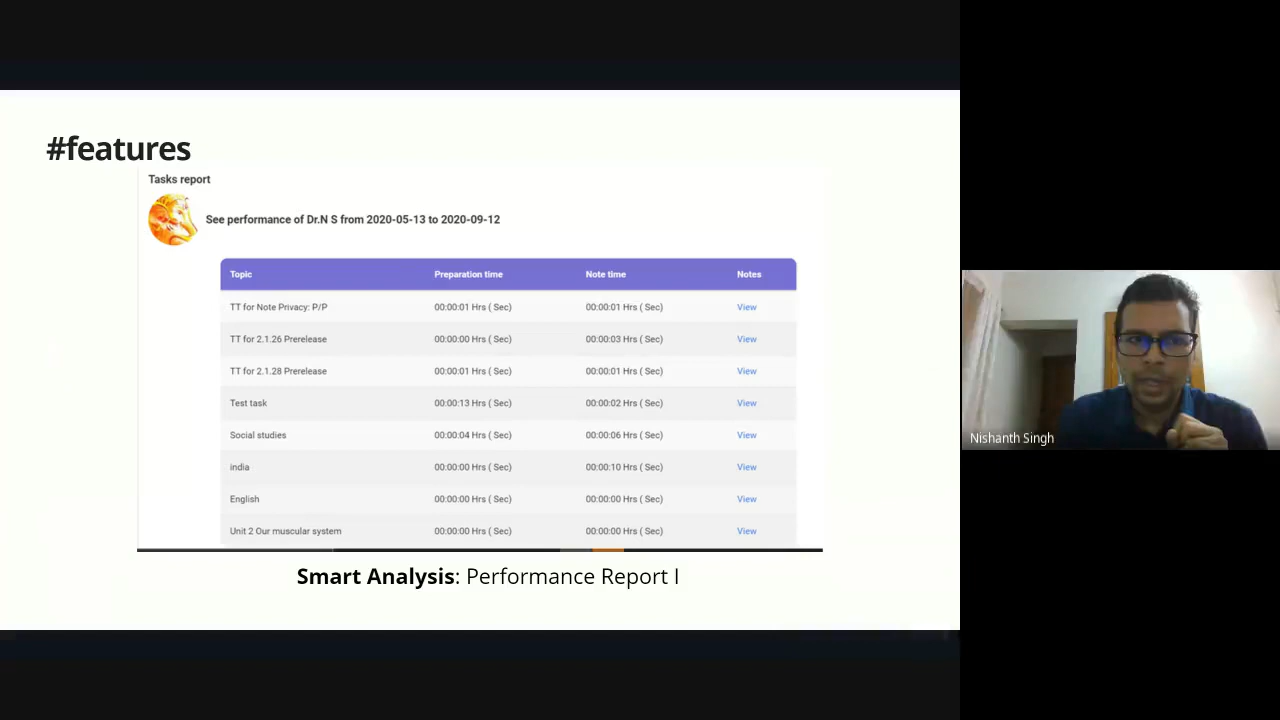 #features
Tasks report
See performance of Dr.N S from 2020-05-13 to 2020-09-12
Topic Preparation time Note time Notes
TT for Note Privacy: P/P 00:00:01 Hrs ( Sec) 00:00:01 Hrs ( Sec) View
TT for 2.1.26 Prerelease 00:00:00 Hrs ( Sec) 00:00:03 Hrs ( Sec) View
TT for 2.1.28 Prerelease 00:00:01 Hrs ( Sec) 00:00:01 Hrs ( Sec) View
Test task 00:00:13 Hrs ( Sec) 00:00:02 Hrs ( Sec) View
Social studies 00:00:04 Hrs ( Sec) 00:00:06 Hrs ( Sec) View
india 00:00:00 Hrs ( Sec) 00:00:10 Hrs ( Sec) View
English 00:00:00 Hrs ( Sec) 00:00:00 Hrs ( Sec) View
Unit 2 Our muscular system 00:00:00 Hrs ( Sec) 00:00:00 Hrs ( Sec) View
Smart Analysis: Performance Report I
Nishanth Singh